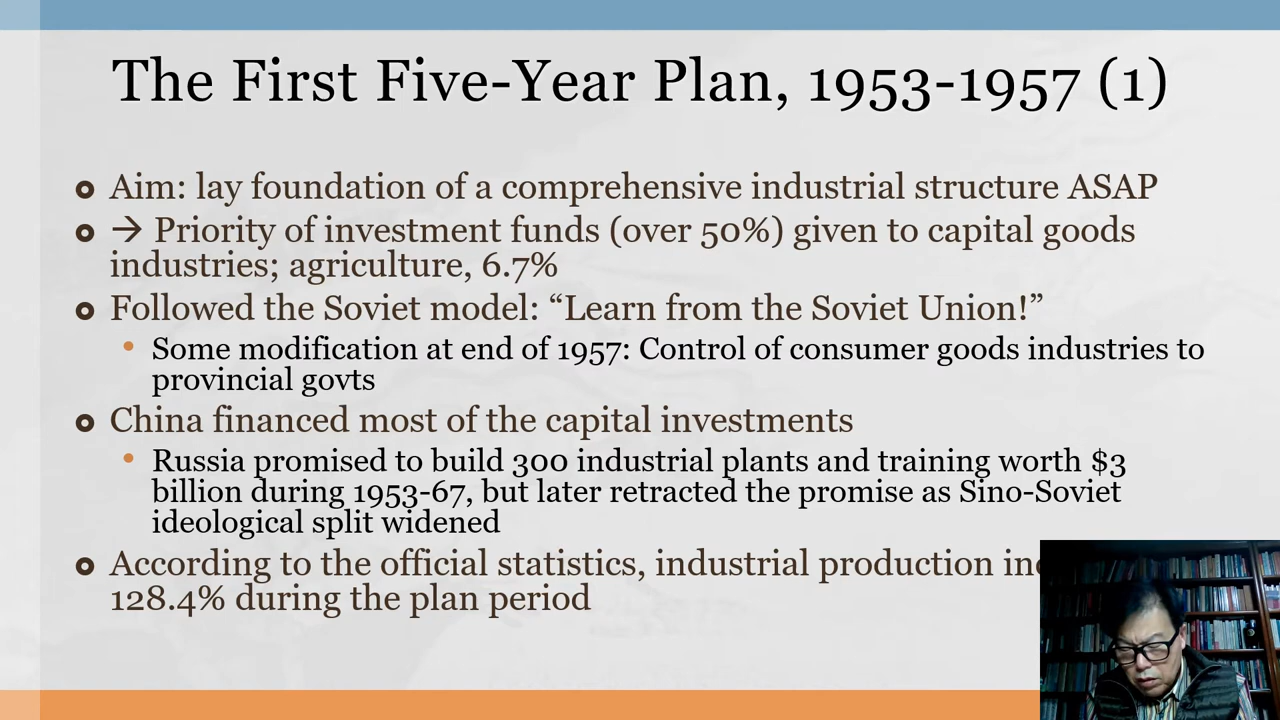 The First Five-Year Plan, 1953-1957 (1)
Aim: lay foundation of a comprehensive industrial structure ASAP
→ Priority of investment funds (over 50%) given to capital goods
industries; agriculture, 6.7%
Followed the Soviet model: “Learn from the Soviet Union!”
Some modification at end of 1957: Control of consumer goods industries to
provincial govts
China financed most of the capital investments
Russia promised to build 300 industrial plants and training worth $3
billion during 1953-67, but later retracted the promise as Sino-Soviet
ideological split widened
According to the official statistics, industrial production
128.4% during the plan period